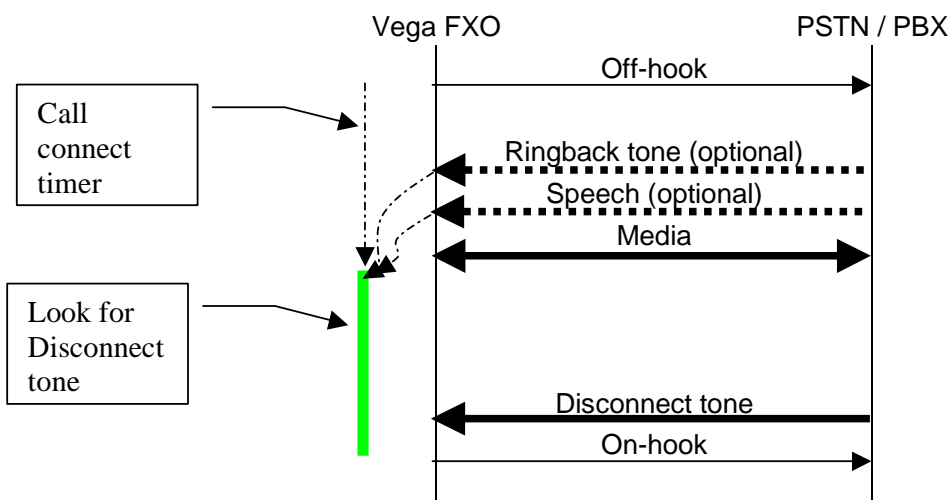 Vega FXO
PSTN / PBX
Off-hook
Call
connect
timer
Ringback tone (optional)
Speech (optional)
Media
Look for
Disconnect
tone
Disconnect tone
On-hook